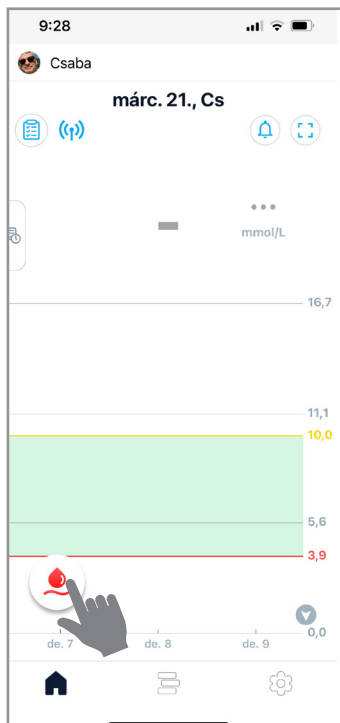 9:28
Csaba
márc. 21., Cs
mmol/L
16,7
11,1
10,0
5,6
3,9
0,0
de. 7 de. 8 de. 9